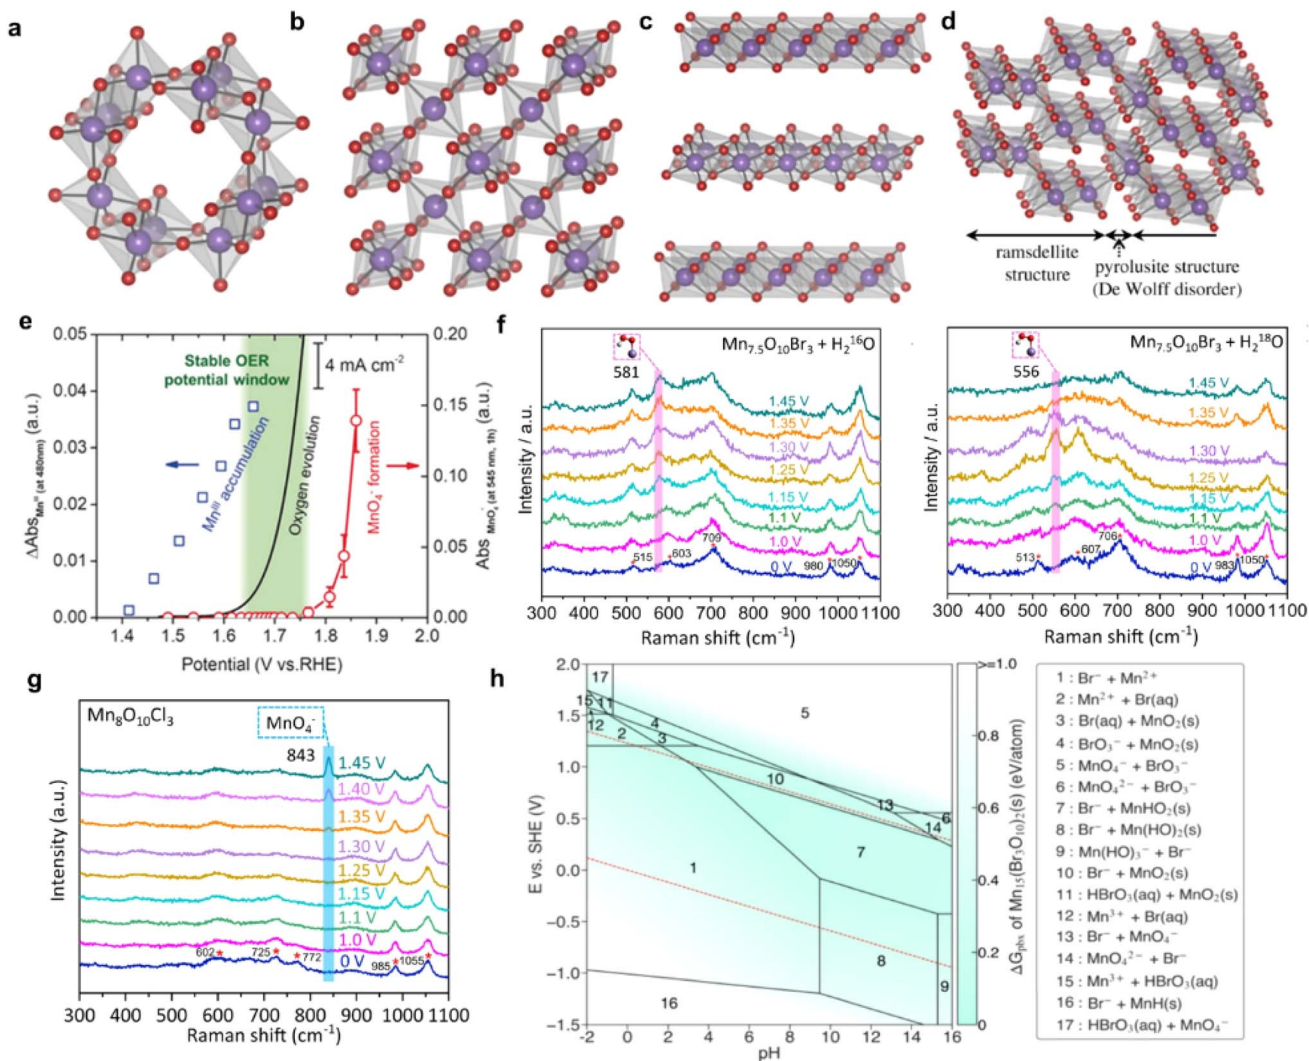 a
b
c
d
ramsdellite
structure
pyrolusite structure
(De Wolff disorder)
e
0.05
0.04
0.03
0.02
0.01
0.00
ΔAbs Mn^III (at 480nm) (a.u.)
Stable OER
potential window
4 mA cm⁻²
Mn^III accumulation
Oxygen evolution
MnO₄⁻ formation
0.20
0.15
0.10
0.05
0.00
Abs MnO₄⁻ (at 545 nm, 1h) (a.u.)
1.4 1.5 1.6 1.7 1.8 1.9 2.0
Potential (V vs.RHE)
f
Mn₇.₅O₁₀Br₃ + H₂¹⁶O
581
1.45 V
1.35 V
1.30 V
1.25 V
1.15 V
1.1 V
1.0 V
0 V
515
603
709
980
1050
Intensity / a.u.
300 400 500 600 700 800 900 1000 1100
Raman shift (cm⁻¹)
Mn₇.₅O₁₀Br₃ + H₂¹⁸O
556
1.45 V
1.35 V
1.30 V
1.25 V
1.15 V
1.1 V
1.0 V
0 V
513
607
706
983
1050
Intensity / a.u.
300 400 500 600 700 800 900 1000 1100
Raman shift (cm⁻¹)
g
Mn₈O₁₀Cl₃
MnO₄⁻
843
1.45 V
1.40 V
1.35 V
1.30 V
1.25 V
1.15 V
1.1 V
1.0 V
0 V
602
725
772
985
1055
Intensity (a.u.)
300 400 500 600 700 800 900 1000 1100
Raman shift (cm⁻¹)
h
2.0
1.5
1.0
0.5
0.0
−0.5
−1.0
−1.5
E vs. SHE (V)
17
5
15
11
4
12
2
3
10
13
6
14
7
1
8
9
16
−2 0 2 4 6 8 10 12 14 16
pH
>=1.0
0.8
0.6
0.4
0.2
0
ΔG_pbx of Mn₁₅(Br₃O₁₀)₂(s) (eV/atom)
1 : Br⁻ + Mn²⁺
2 : Mn²⁺ + Br(aq)
3 : Br(aq) + MnO₂(s)
4 : BrO₃⁻ + MnO₂(s)
5 : MnO₄⁻ + BrO₃⁻
6 : MnO₄²⁻ + BrO₃⁻
7 : Br⁻ + MnHO₂(s)
8 : Br⁻ + Mn(HO)₂(s)
9 : Mn(HO)₃⁻ + Br⁻
10 : Br⁻ + MnO₂(s)
11 : HBrO₃(aq) + MnO₂(s)
12 : Mn³⁺ + Br(aq)
13 : Br⁻ + MnO₄⁻
14 : MnO₄²⁻ + Br⁻
15 : Mn³⁺ + HBrO₃(aq)
16 : Br⁻ + MnH(s)
17 : HBrO₃(aq) + MnO₄⁻